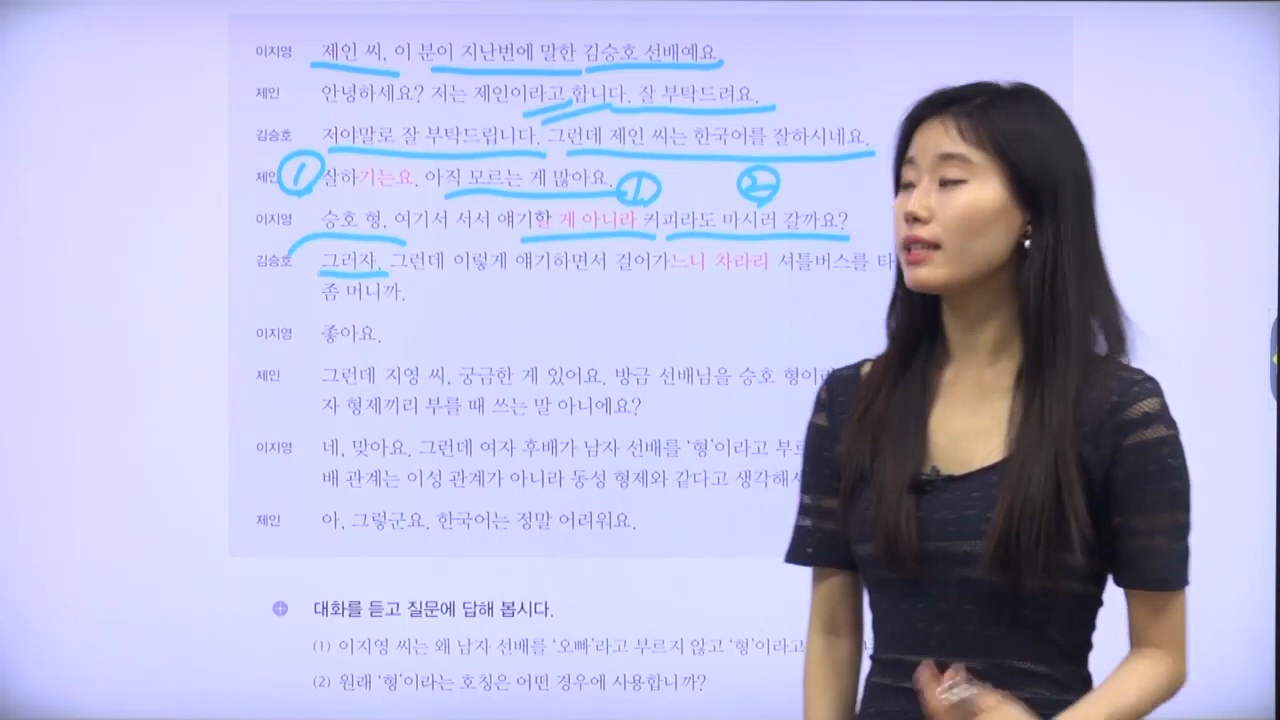 이지영 제인 씨, 이 분이 지난번에 말한 김승호 선배예요.
제인 안녕하세요? 저는 제인이라고 합니다. 잘 부탁드려요.
김승호 저야말로 잘 부탁드립니다. 그런데 제인 씨는 한국어를 잘하시네요.
제인 ① 잘하기는요. 아직 모르는 게 많아요.
① ②
이지영 승호 형, 여기서 서서 얘기할 게 아니라 커피라도 마시러 갈까요?
김승호 그러자. 그런데 이렇게 얘기하면서 걸어가느니 차라리 셔틀버스를 타
좀 머니까.
이지영 좋아요.
제인 그런데 지영 씨, 궁금한 게 있어요. 방금 선배님을 승호 형이라
자 형제끼리 부를 때 쓰는 말 아니에요?
이지영 네, 맞아요. 그런데 여자 후배가 남자 선배를 ‘형’이라고 부르
배 관계는 이성 관계가 아니라 동성 형제와 같다고 생각해서
제인 아, 그렇군요. 한국어는 정말 어려워요.
대화를 듣고 질문에 답해 봅시다.
(1) 이지영 씨는 왜 남자 선배를 ‘오빠’라고 부르지 않고 ‘형’이라고
(2) 원래 ‘형’이라는 호칭은 어떤 경우에 사용합니까?